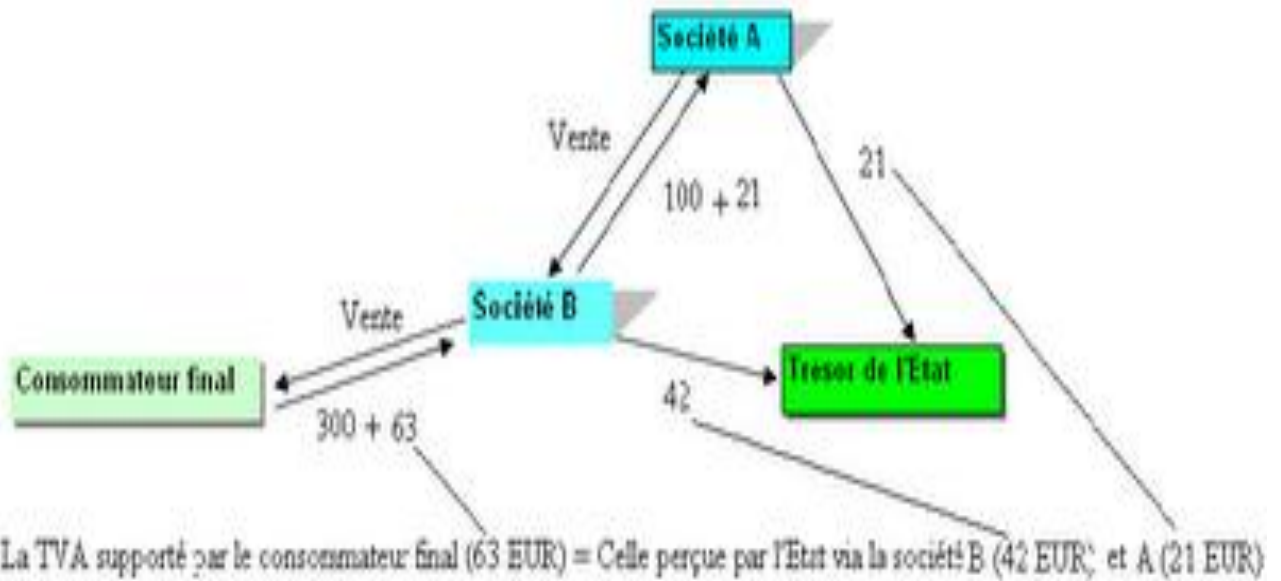 Société A
Vente
21
100 + 21
Société B
Vente
Consommateur final
Tresor de l'Etat
42
300 + 63
La TVA supporté par le consommateur final (63 EUR) = Celle perçue par l'Etat via la société B (42 EUR) et A (21 EUR)